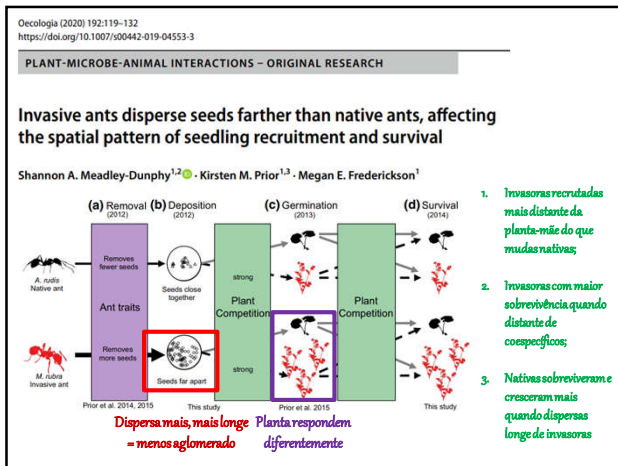 Oecologia (2020) 192:119–132
https://doi.org/10.1007/s00442-019-04553-3
PLANT-MICROBE-ANIMAL INTERACTIONS – ORIGINAL RESEARCH
Invasive ants disperse seeds farther than native ants, affecting
the spatial pattern of seedling recruitment and survival
Shannon A. Meadley-Dunphy1,2 · Kirsten M. Prior1,3 · Megan E. Frederickson1
(a) Removal
(2012)
(b) Deposition
(2012)
(c) Germination
(2013)
(d) Survival
(2014)
A. rudis
Native ant
Removes
fewer seeds
Seeds close
together
strong
Plant
Competition
strong
Plant
Competition
Ant traits
M. rubra
Invasive ant
Removes
more seeds
Seeds far apart
Prior et al. 2014, 2015
This study
Prior et al. 2015
This study
Dispersa mais, mais longe
= menos aglomerado
Planta respondem
diferentemente
1. Invasoras recrutadas
mais distante da
planta-mãe do que
mudas nativas;
2. Invasoras com maior
sobrevivência quando
distante de
coespecíficos;
3. Nativas sobreviveram e
cresceram mais
quando dispersas
longe de invasoras